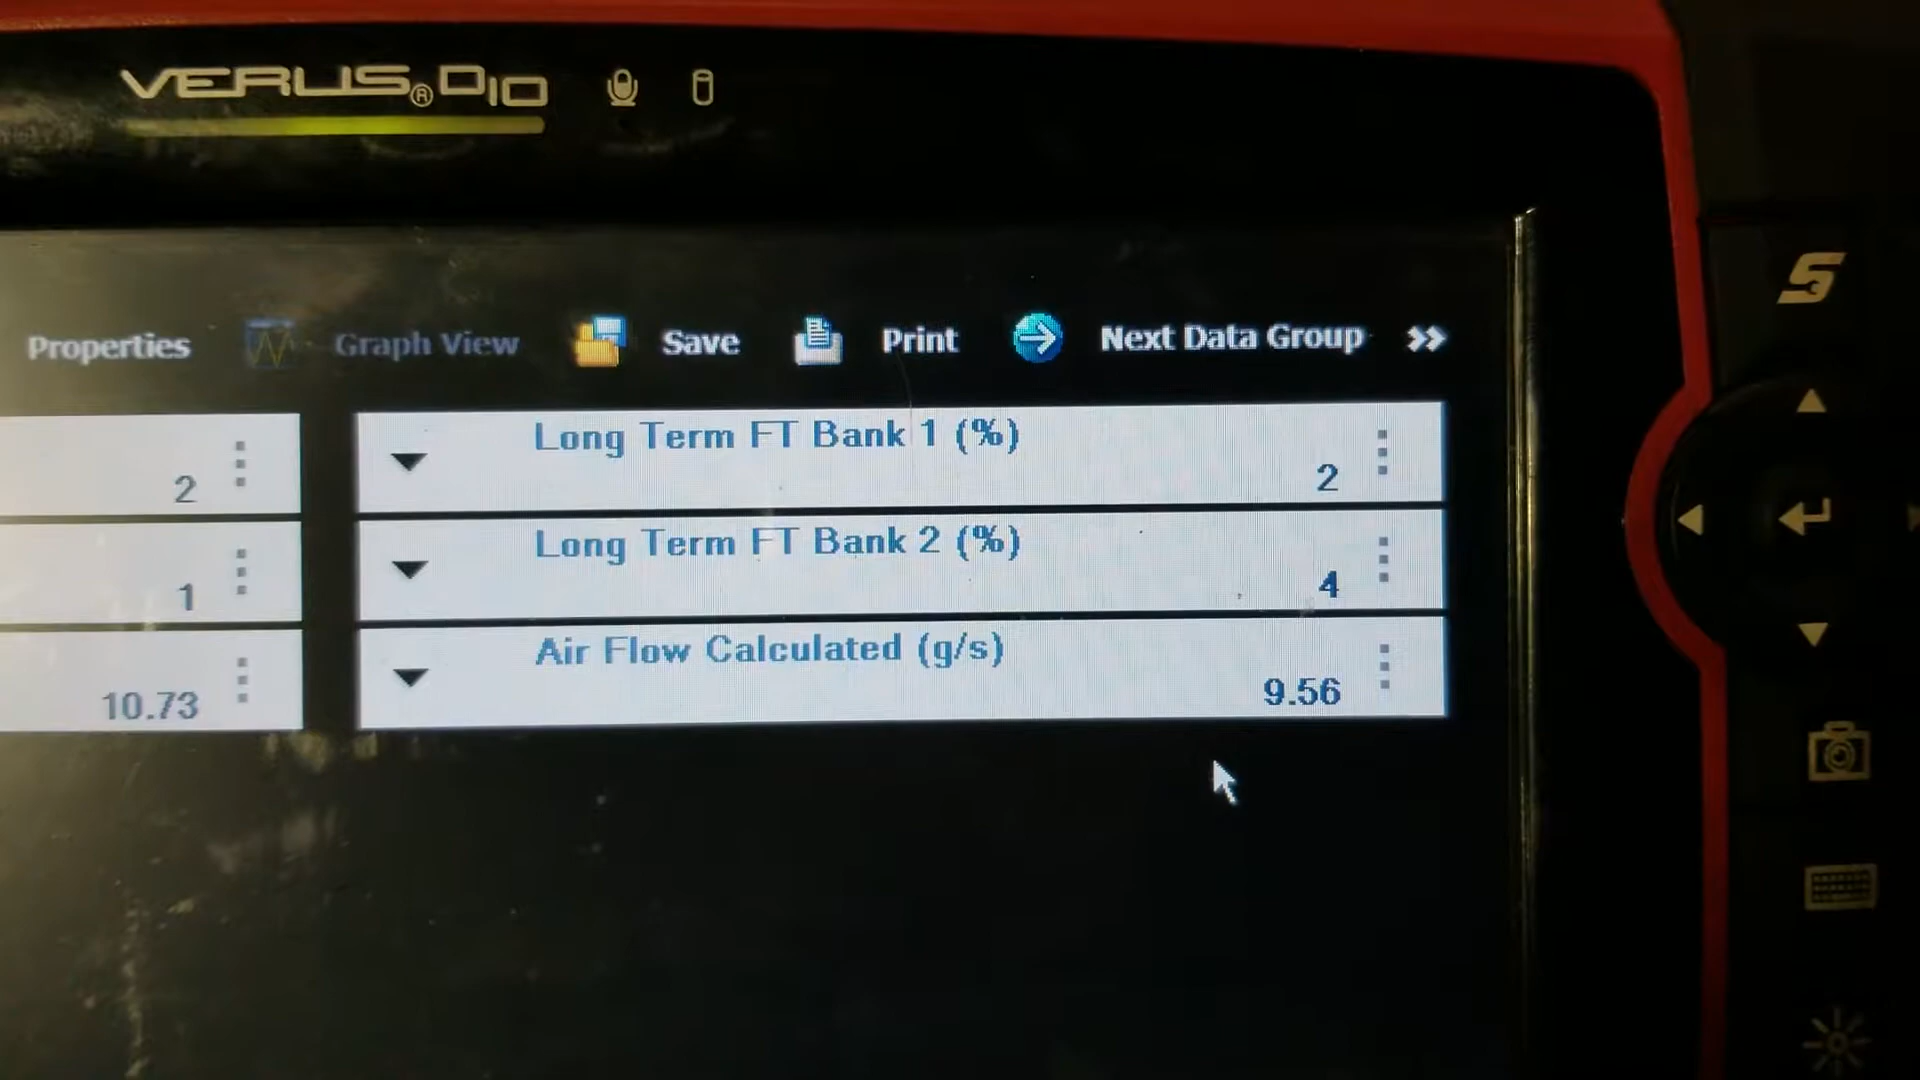 VERUS® D10
Properties Graph View Save Print Next Data Group
2
Long Term FT Bank 1 (%)
2
1
Long Term FT Bank 2 (%)
4
10.73
Air Flow Calculated (g/s)
9.56